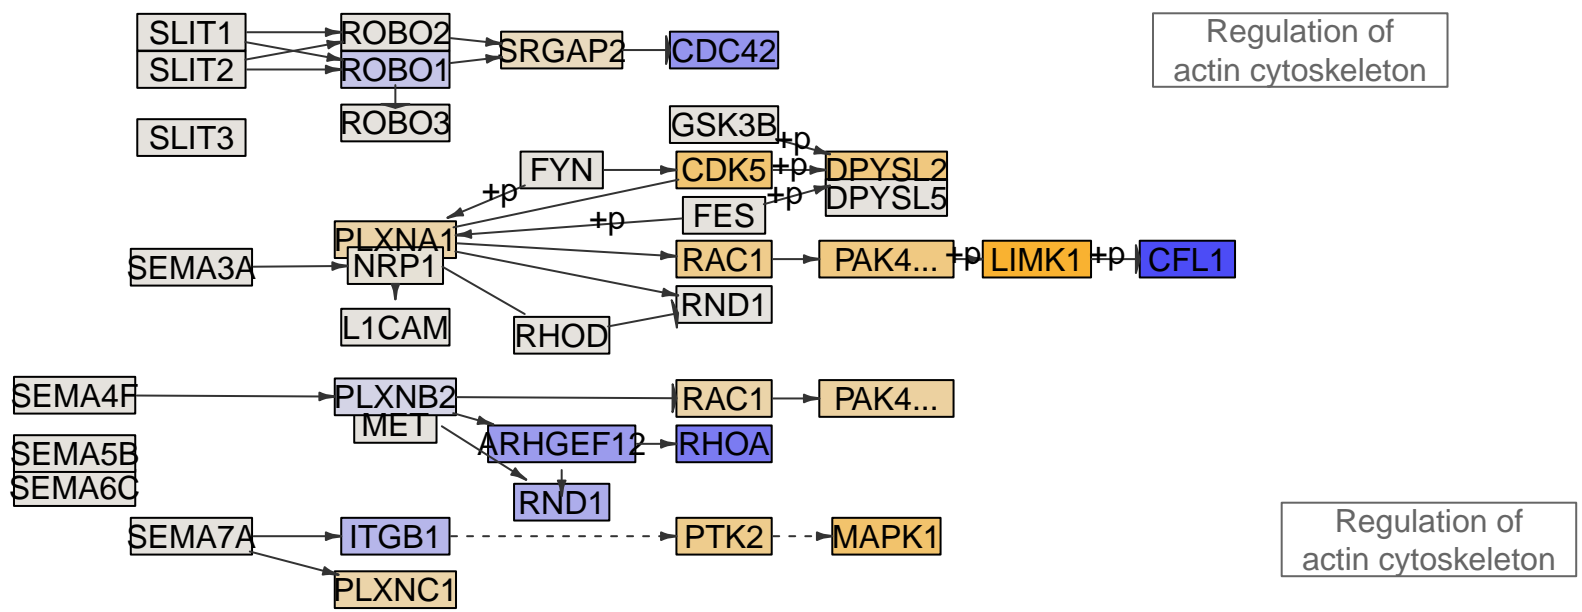 SLIT1
ROBO2
SRGAP2
CDC42
Regulation of
actin cytoskeleton
SLIT2
ROBO1
SLIT3
ROBO3
GSK3B
+p
FYN
CDK5
+p
DPYSL2
+p
FES
+p
DPYSL5
+p
PLXNA1
SEMA3A
NRP1
RAC1
PAK4...
+p
LIMK1
+p
CFL1
RND1
L1CAM
RHOD
SEMA4F
PLXNB2
RAC1
PAK4...
MET
ARHGEF12
RHOA
SEMA5B
SEMA6C
RND1
SEMA7A
ITGB1
PTK2
MAPK1
Regulation of
actin cytoskeleton
PLXNC1